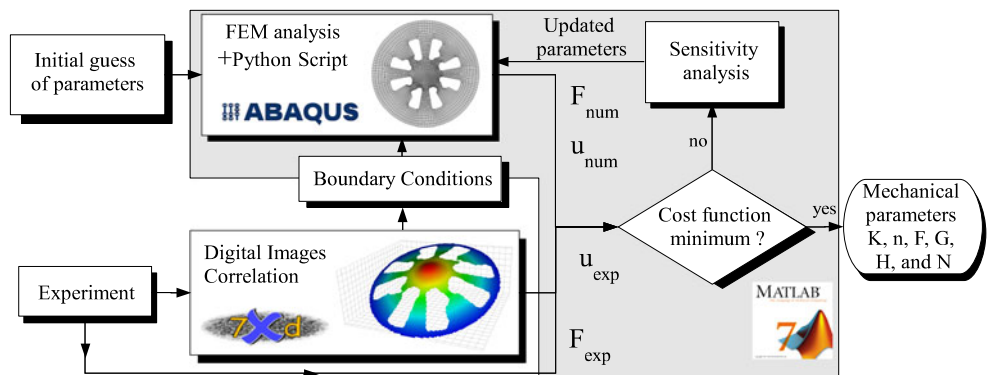 Initial guess
of parameters
FEM analysis
+Python Script
ABAQUS
Updated
parameters
Sensitivity
analysis
F num
u num
no
Boundary Conditions
Cost function
minimum ?
yes
Mechanical
parameters
K, n, F, G,
H, and N
Digital Images
Correlation
7Xd
Experiment
u exp
F exp
MATLAB
7